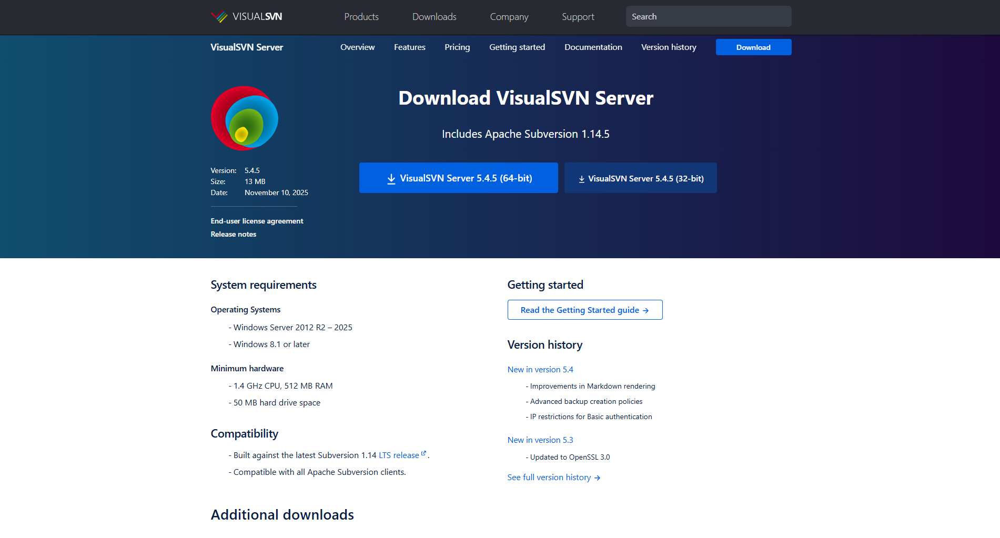 VISUALSVN Products Downloads Company Support Search
VisualSVN Server Overview Features Pricing Getting started Documentation Version history Download
Download VisualSVN Server
Includes Apache Subversion 1.14.5
VisualSVN Server 5.4.5 (64-bit) VisualSVN Server 5.4.5 (32-bit)
Version: 5.4.5
Size: 13 MB
Date: November 10, 2025
End-user license agreement
Release notes
System requirements
Operating Systems
- Windows Server 2012 R2 – 2025
- Windows 8.1 or later
Minimum hardware
- 1.4 GHz CPU, 512 MB RAM
- 50 MB hard drive space
Compatibility
- Built against the latest Subversion 1.14 LTS release .
- Compatible with all Apache Subversion clients.
Getting started
Read the Getting Started guide →
Version history
New in version 5.4
- Improvements in Markdown rendering
- Advanced backup creation policies
- IP restrictions for Basic authentication
New in version 5.3
- Updated to OpenSSL 3.0
See full version history →
Additional downloads